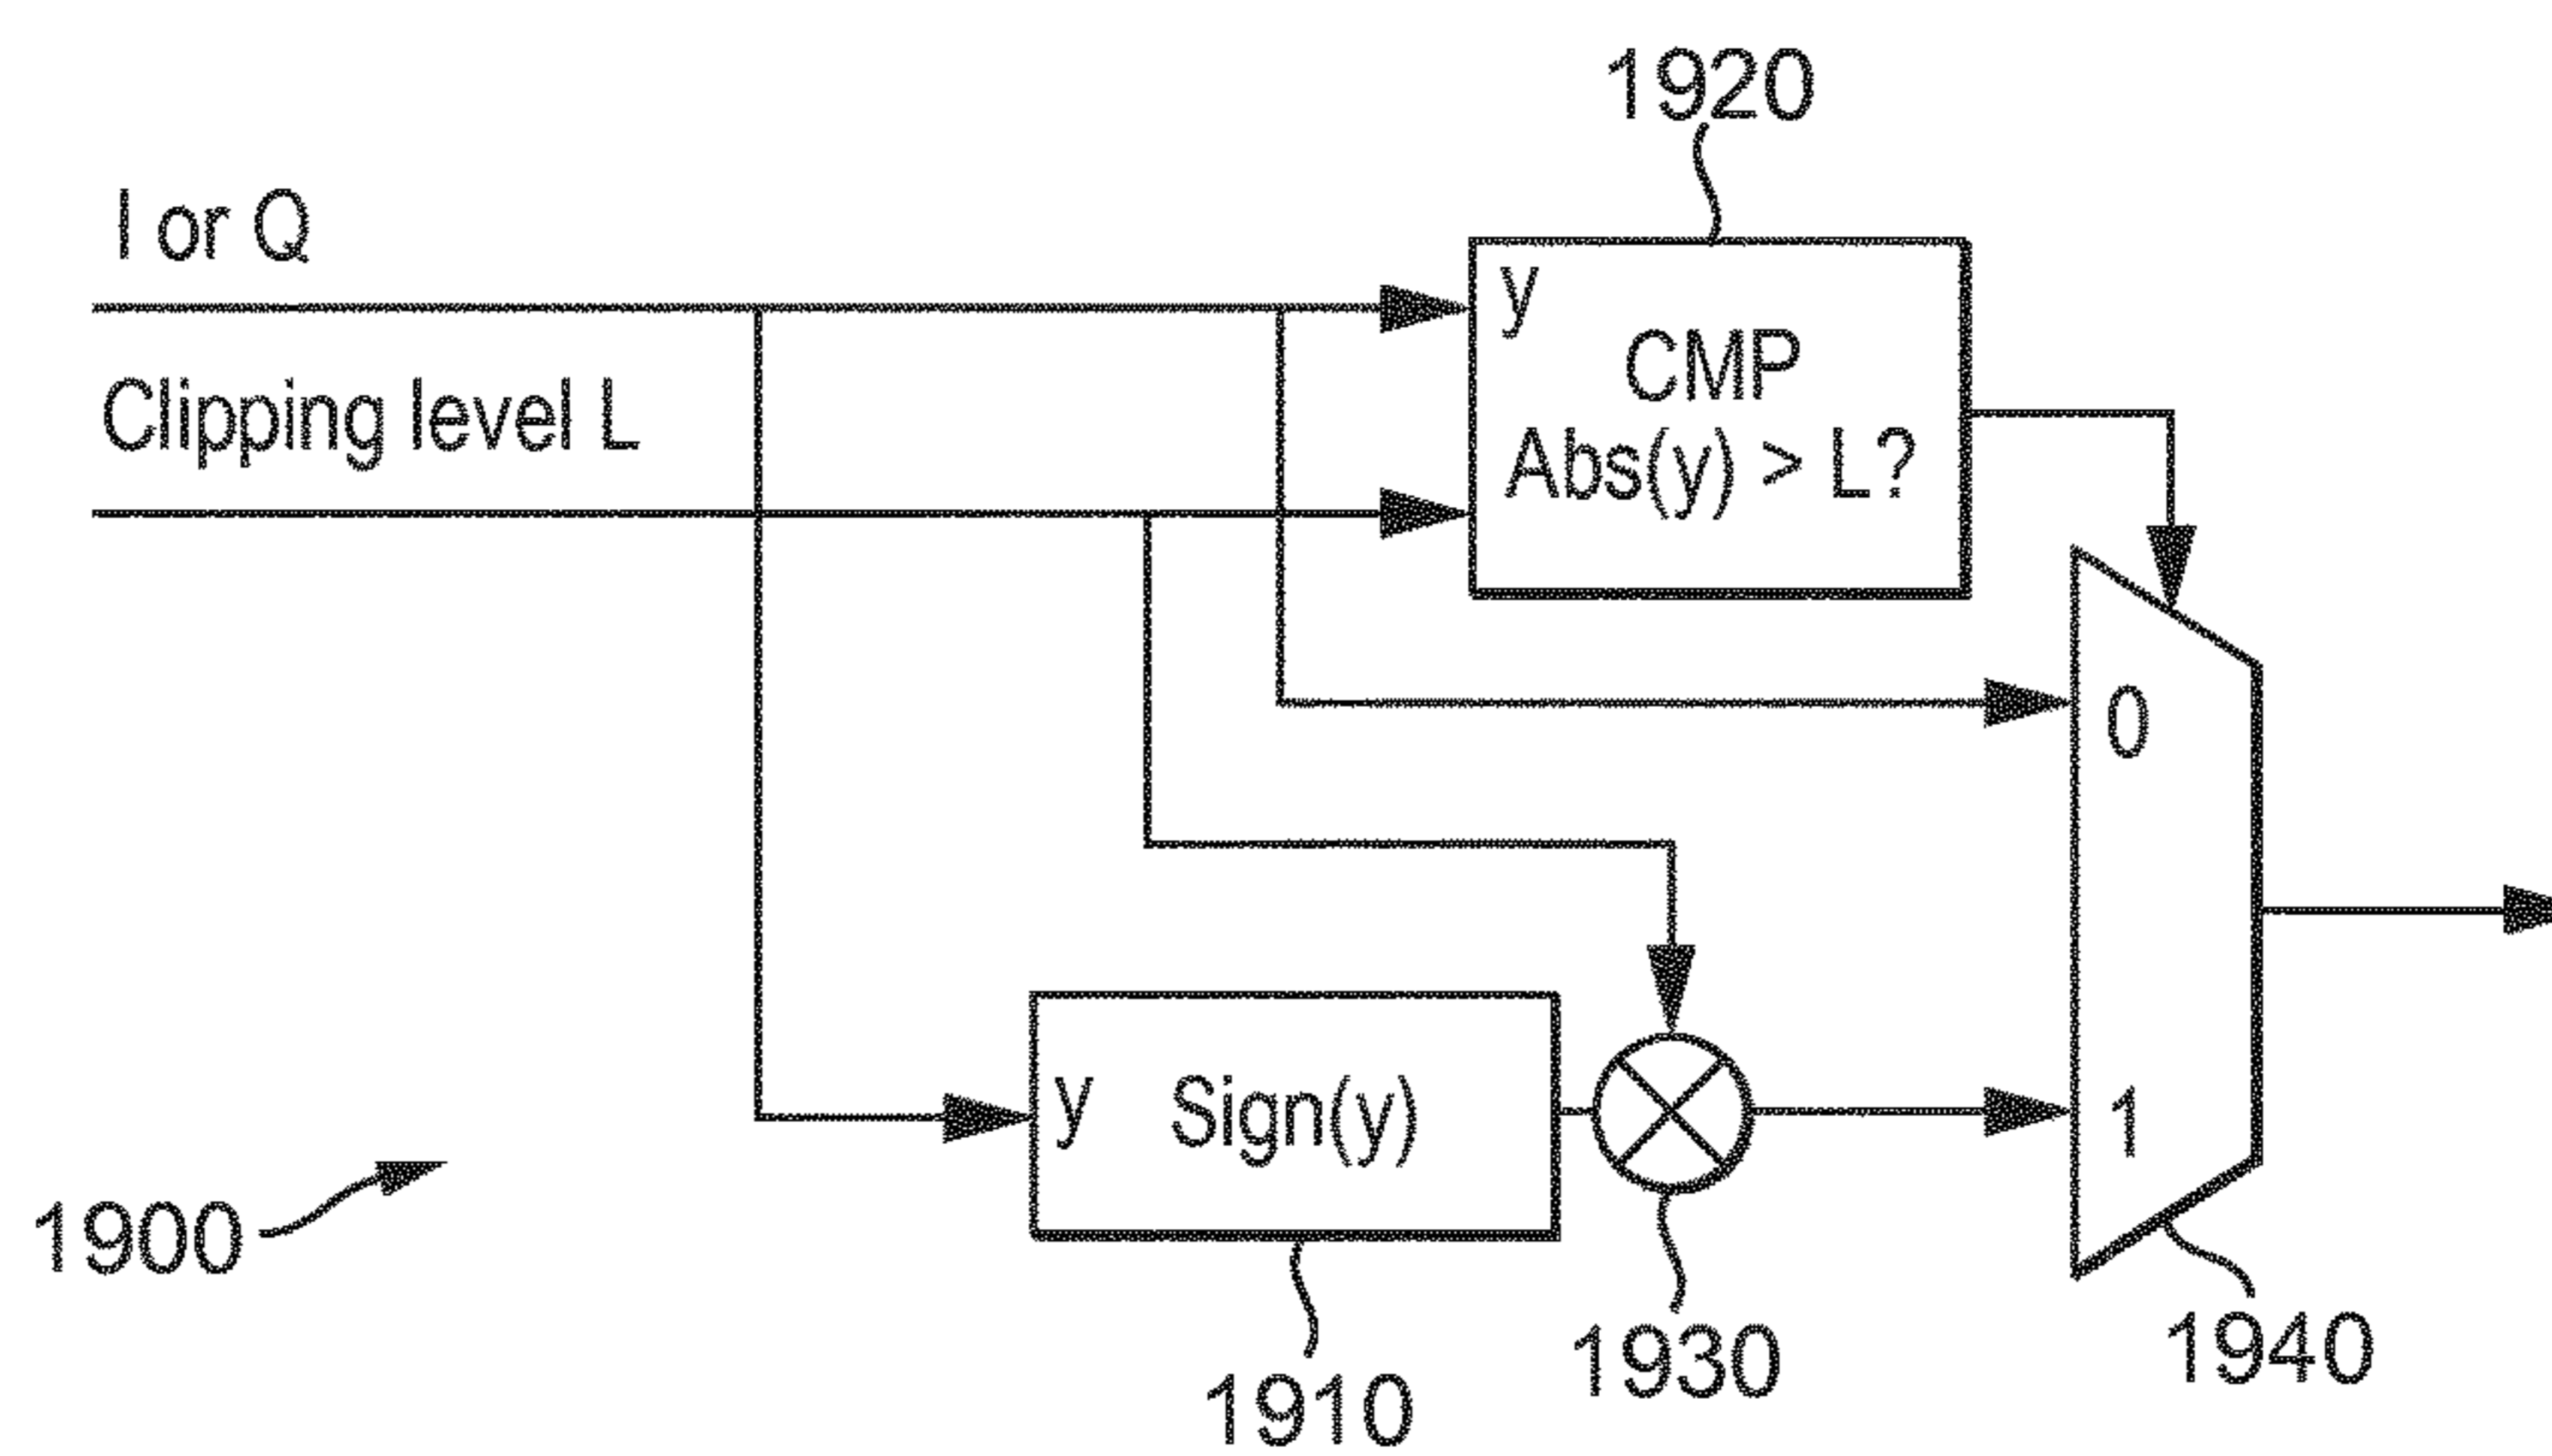 1920
I or Q
y
CMP
Clipping level L
Abs(y) > L?
0
y Sign(y)
1
1900
1930
1940
1910